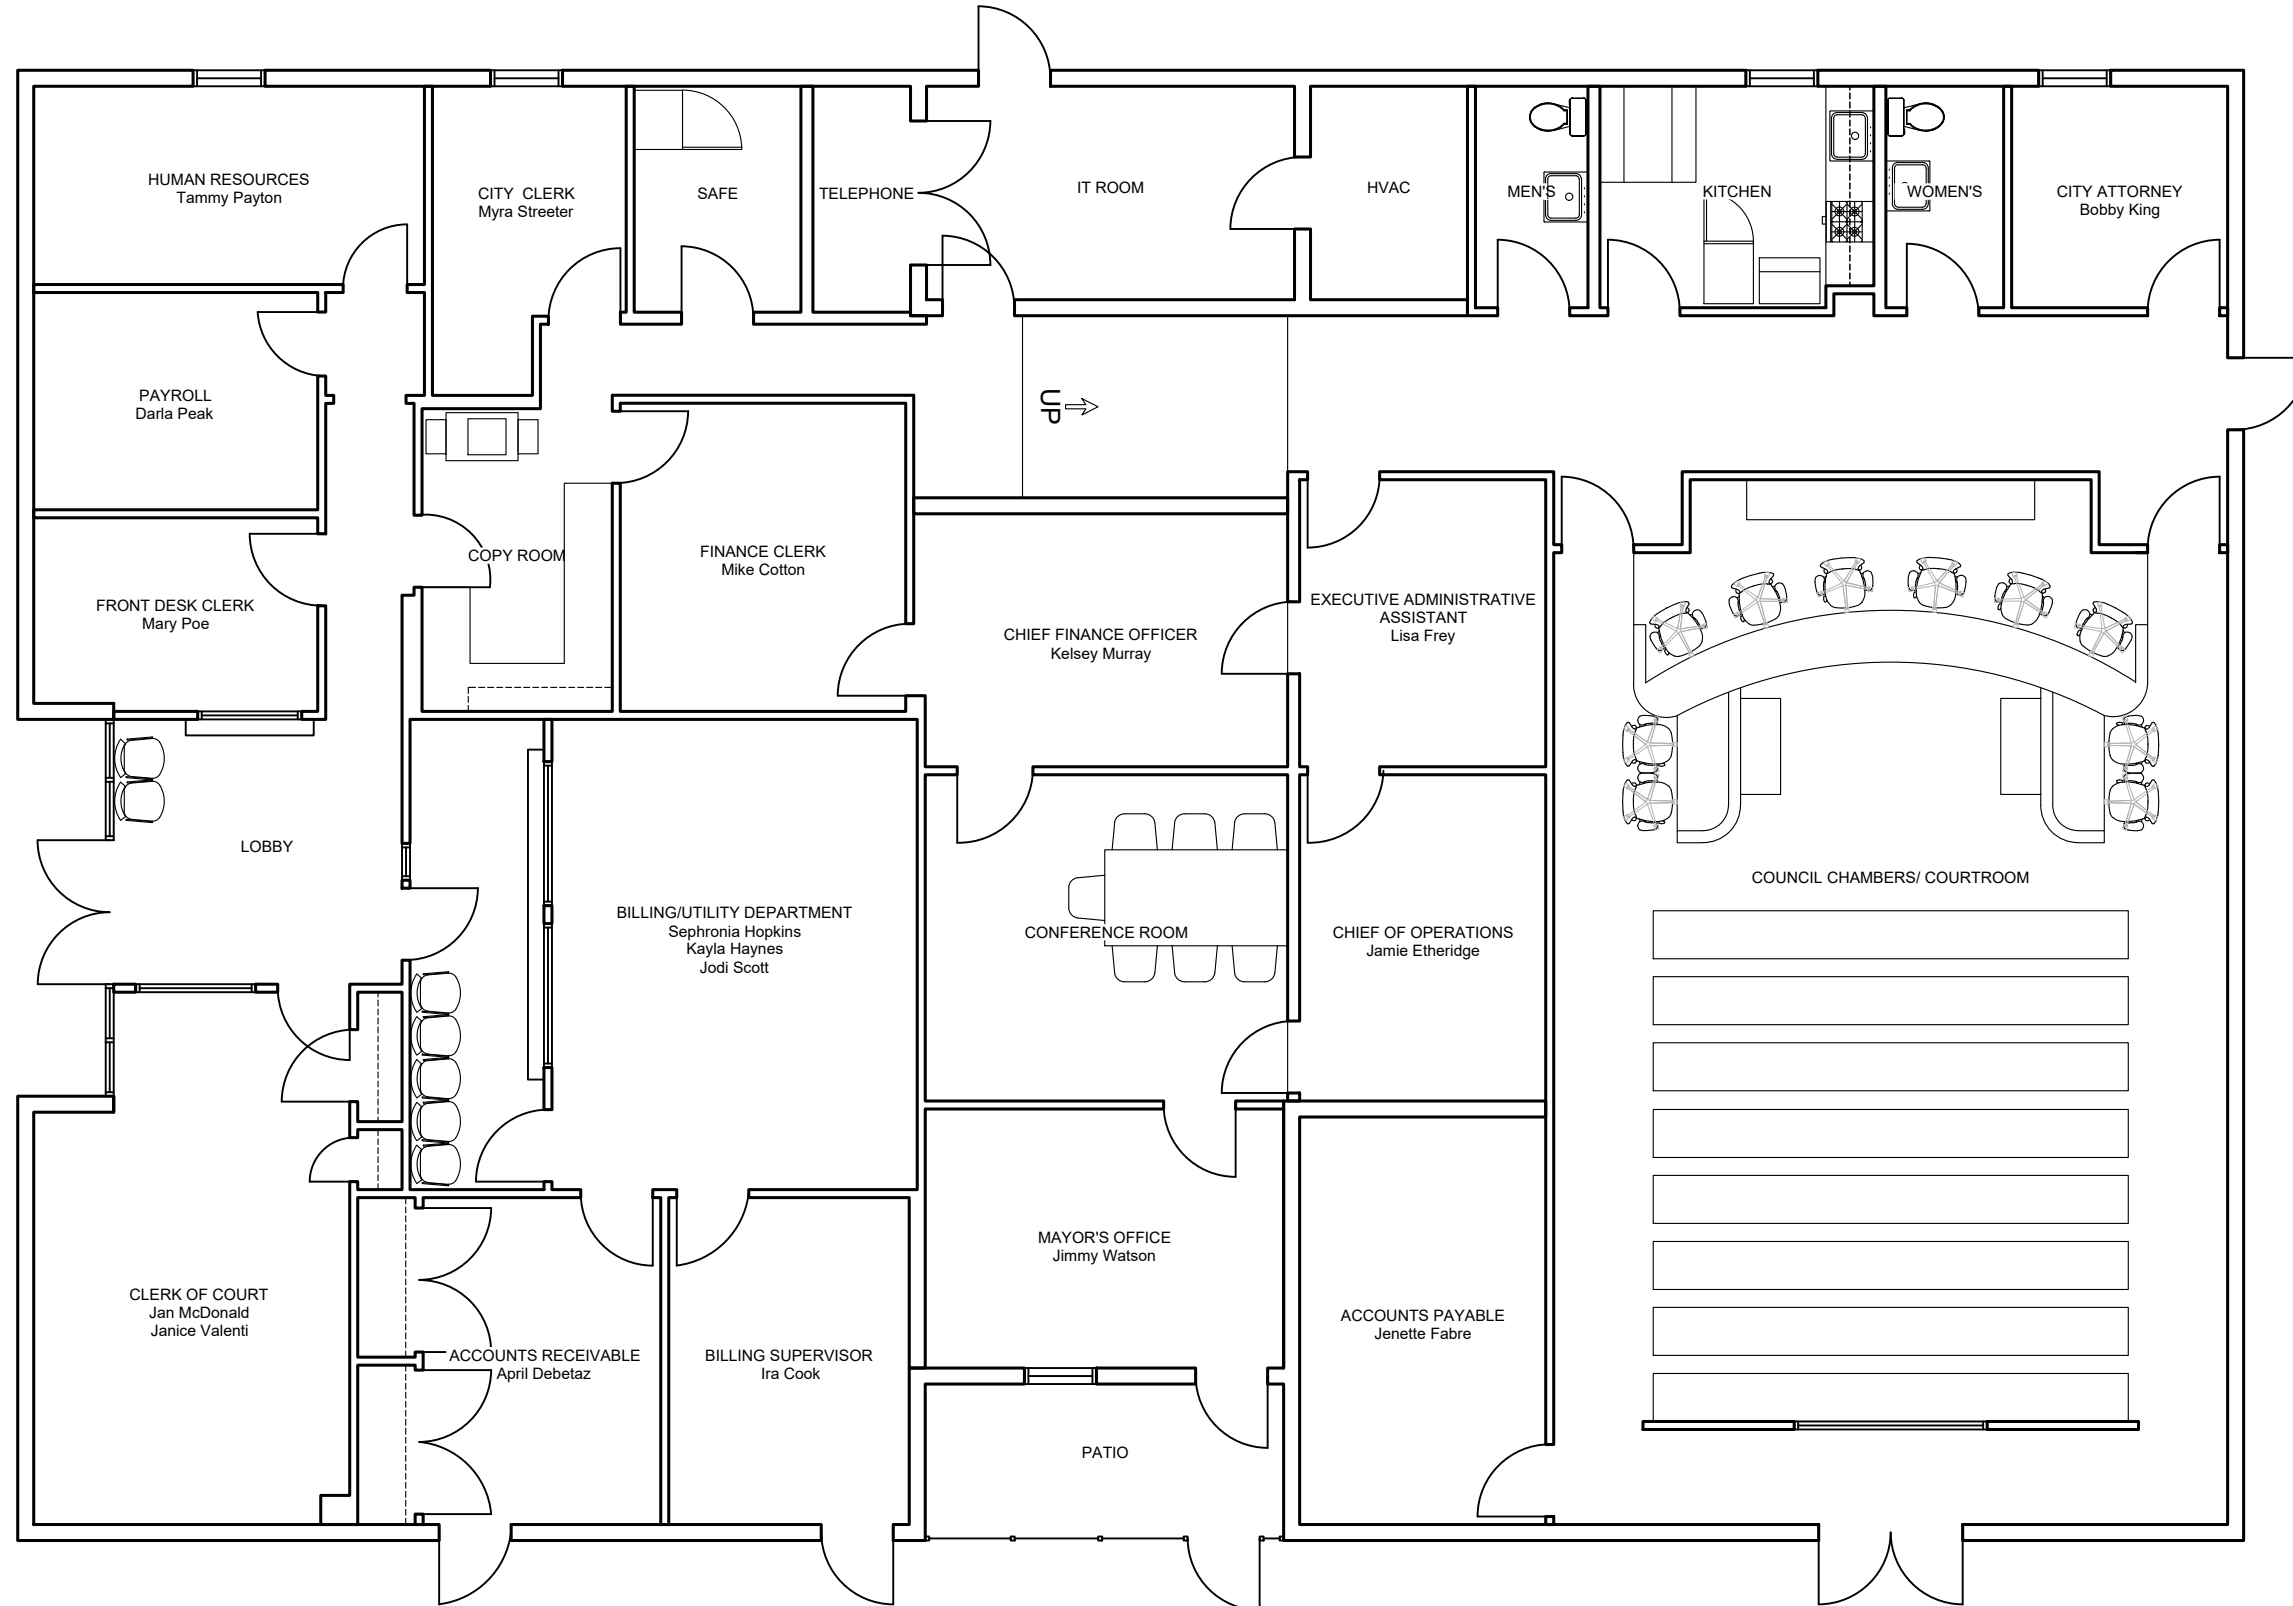 HUMAN RESOURCES
Tammy Payton
CITY CLERK
Myra Streeter
SAFE
TELEPHONE
IT ROOM
HVAC
MEN'S
KITCHEN
WOMEN'S
CITY ATTORNEY
Bobby King
PAYROLL
Darla Peak
UP
FRONT DESK CLERK
Mary Poe
COPY ROOM
FINANCE CLERK
Mike Cotton
CHIEF FINANCE OFFICER
Kelsey Murray
EXECUTIVE ADMINISTRATIVE
ASSISTANT
Lisa Frey
LOBBY
BILLING/UTILITY DEPARTMENT
Sephronia Hopkins
Kayla Haynes
Jodi Scott
CONFERENCE ROOM
CHIEF OF OPERATIONS
Jamie Etheridge
COUNCIL CHAMBERS/ COURTROOM
CLERK OF COURT
Jan McDonald
Janice Valenti
ACCOUNTS RECEIVABLE
April Debetaz
BILLING SUPERVISOR
Ira Cook
MAYOR'S OFFICE
Jimmy Watson
ACCOUNTS PAYABLE
Jenette Fabre
PATIO